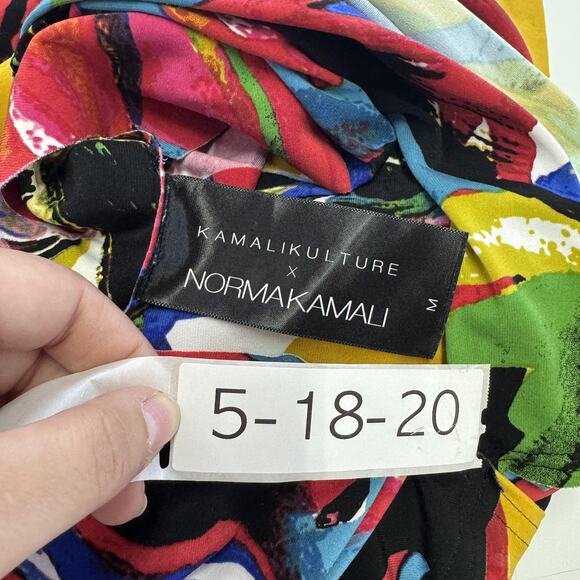 KAMALIKULTURE
X
NORMAKAMALI
M
5-18-20